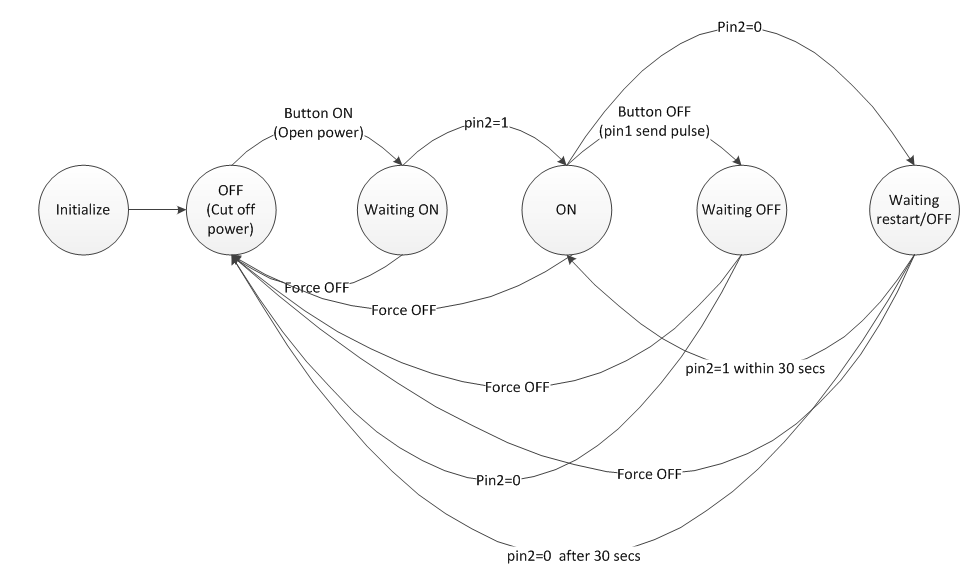 Pin2=0
Button ON
(Open power)
pin2=1
Button OFF
(pin1 send pulse)
Initialize
OFF
(Cut off
power)
Waiting ON
ON
Waiting OFF
Waiting
restart/OFF
Force OFF
Force OFF
pin2=1 within 30 secs
Force OFF
Force OFF
Pin2=0
pin2=0  after 30 secs